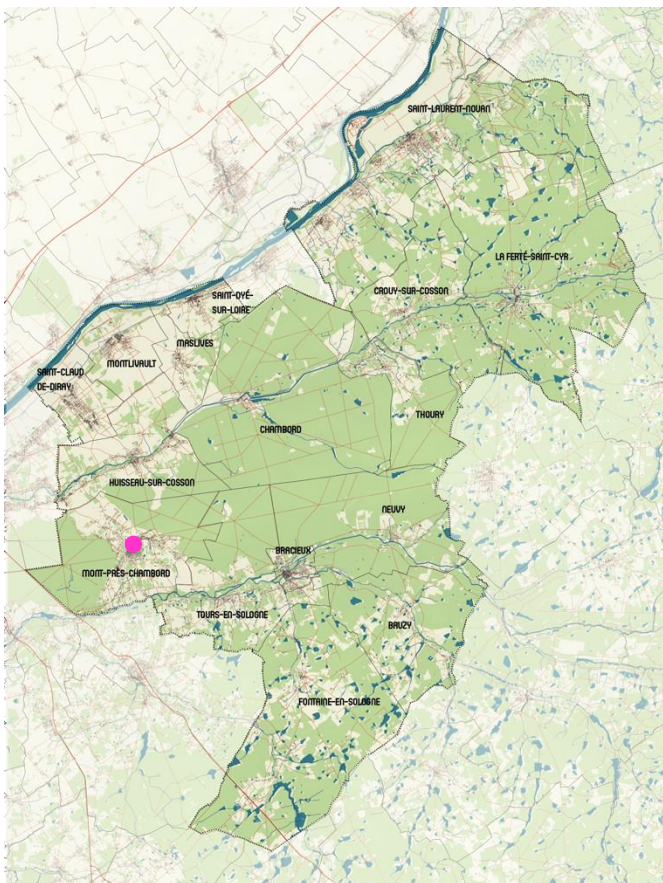 SAINT-LAURENT-NOUAN
LA FERTÉ-SAINT-CYR
CROUY-SUR-COSSON
SAINT-DYÉ-
SUR-LOIRE
MASLIVES
MONTLIVAULT
SAINT-CLAUD
DE-DIRAY
THOURY
CHAMBORD
HUISSEAU-SUR-COSSON
NEUVY
BRACIEUX
MONT-PRÈS-CHAMBORD
TOURS-EN-SOLOGNE
BAUZY
FONTAINE-EN-SOLOGNE